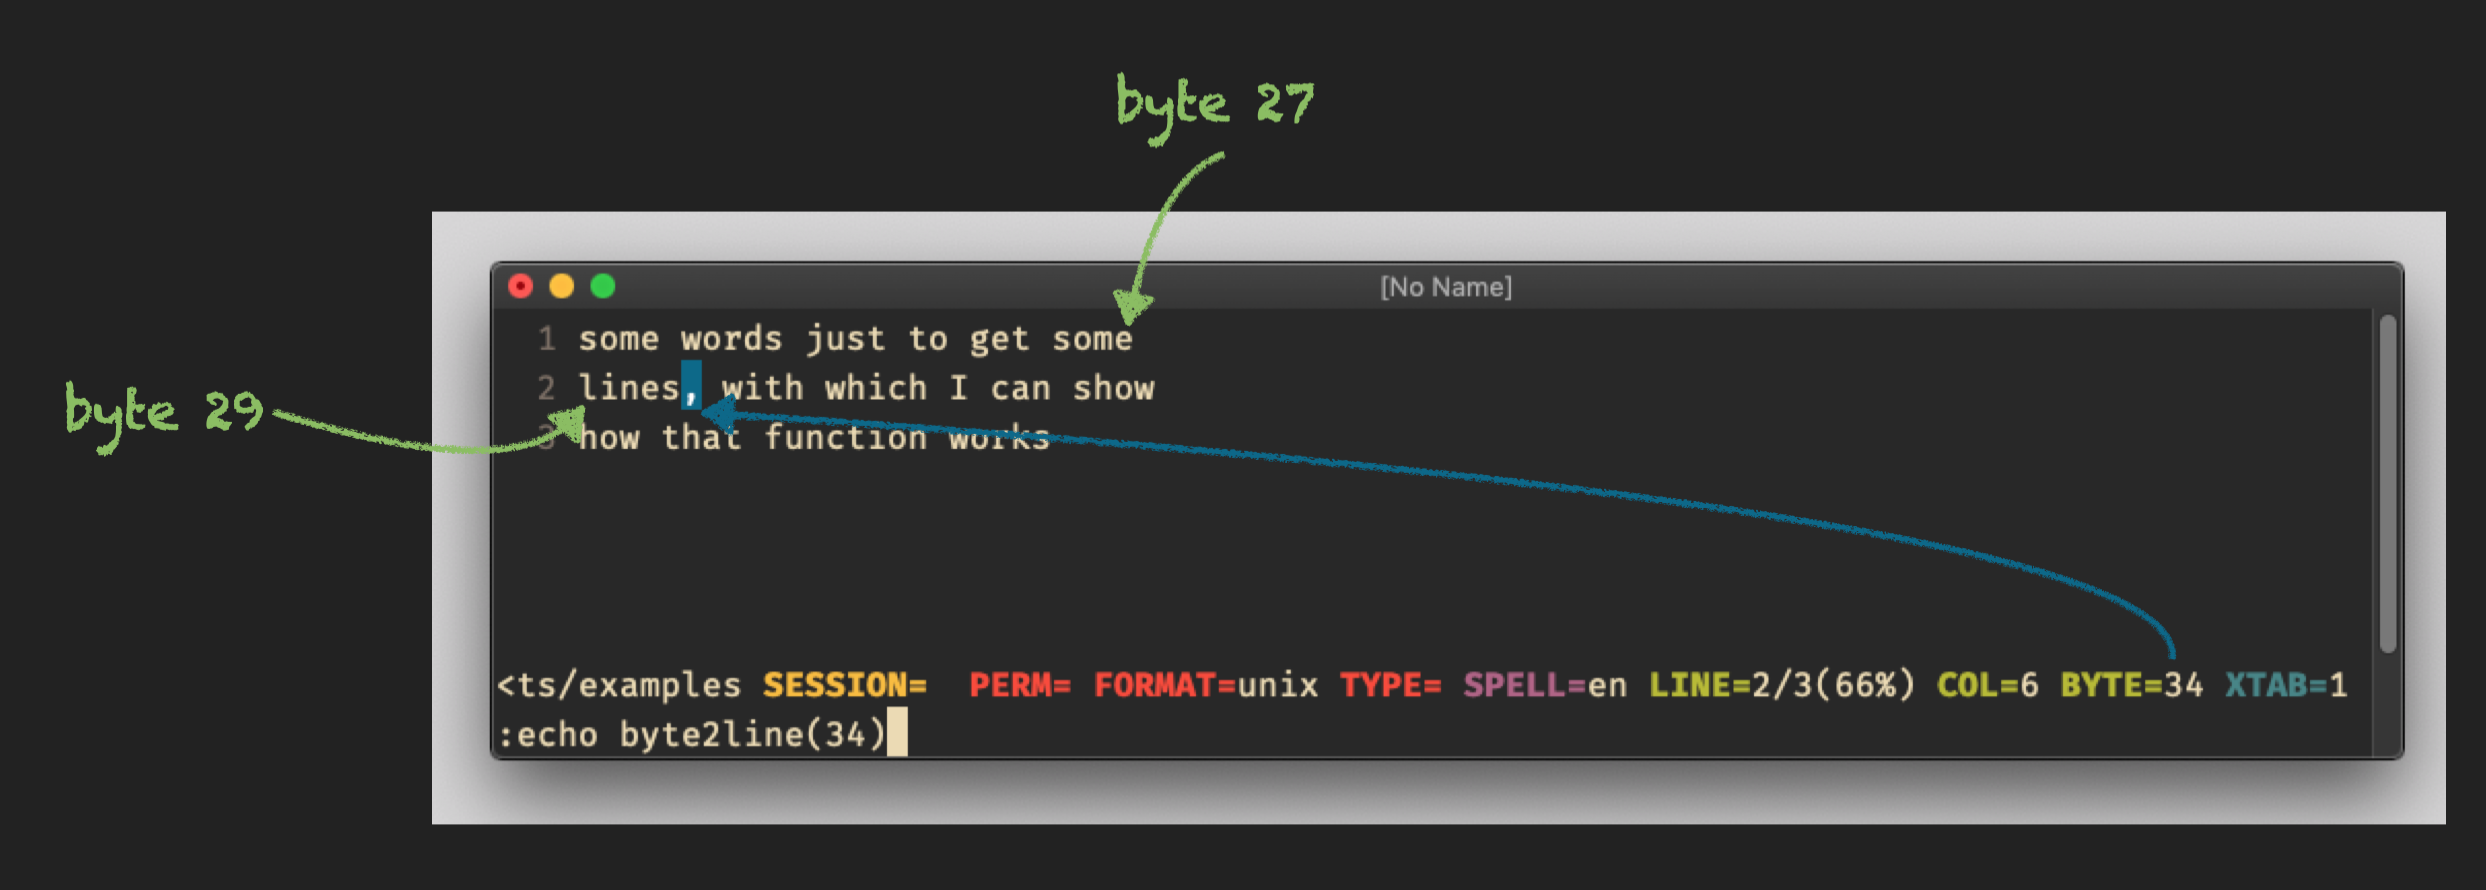 byte 27
[No Name]
1 some words just to get some
2 lines, with which I can show
byte 29
3 how that function works
<ts/examples SESSION=  PERM= FORMAT=unix TYPE= SPELL=en LINE=2/3(66%) COL=6 BYTE=34 XTAB=1
:echo byte2line(34)